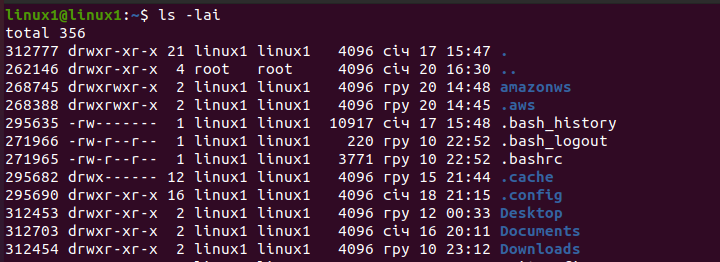 linux1@linux1:~$ ls -lai
total 356
312777 drwxr-xr-x 21 linux1 linux1  4096 січ 17 15:47 .
262146 drwxr-xr-x  4 root   root    4096 січ 20 16:30 ..
268745 drwxrwxr-x  2 linux1 linux1  4096 гру 20 14:48 amazonws
268388 drwxrwxr-x  2 linux1 linux1  4096 гру 20 14:45 .aws
295635 -rw-------  1 linux1 linux1 10917 січ 17 15:48 .bash_history
271966 -rw-r--r--  1 linux1 linux1   220 гру 10 22:52 .bash_logout
271965 -rw-r--r--  1 linux1 linux1  3771 гру 10 22:52 .bashrc
295682 drwx------ 12 linux1 linux1  4096 гру 15 21:44 .cache
295690 drwxr-xr-x 16 linux1 linux1  4096 січ 18 21:15 .config
312453 drwxr-xr-x  2 linux1 linux1  4096 гру 12 00:33 Desktop
312703 drwxr-xr-x  2 linux1 linux1  4096 січ 16 20:11 Documents
312454 drwxr-xr-x  2 linux1 linux1  4096 гру 10 23:12 Downloads